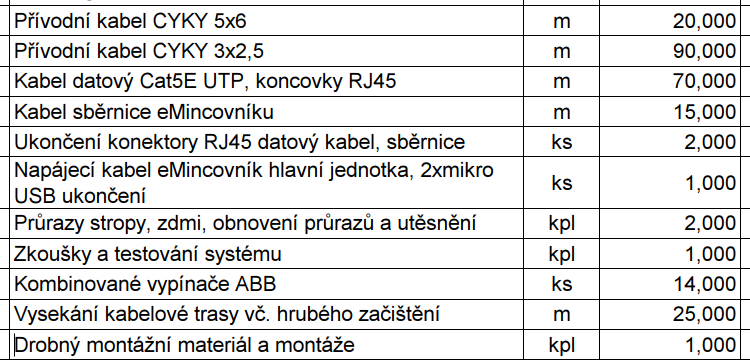 Přívodní kabel CYKY 5x6 m 20,000
Přívodní kabel CYKY 3x2,5 m 90,000
Kabel datový Cat5E UTP, koncovky RJ45 m 70,000
Kabel sběrnice eMincovníku m 15,000
Ukončení konektory RJ45 datový kabel, sběrnice ks 2,000
Napájecí kabel eMincovník hlavní jednotka, 2xmikro
USB ukončení ks 1,000
Průrazy stropy, zdmi, obnovení průrazů a utěsnění kpl 2,000
Zkoušky a testování systému kpl 1,000
Kombinované vypínače ABB ks 14,000
Vysekání kabelové trasy vč. hrubého začištění m 25,000
Drobný montážní materiál a montáže kpl 1,000